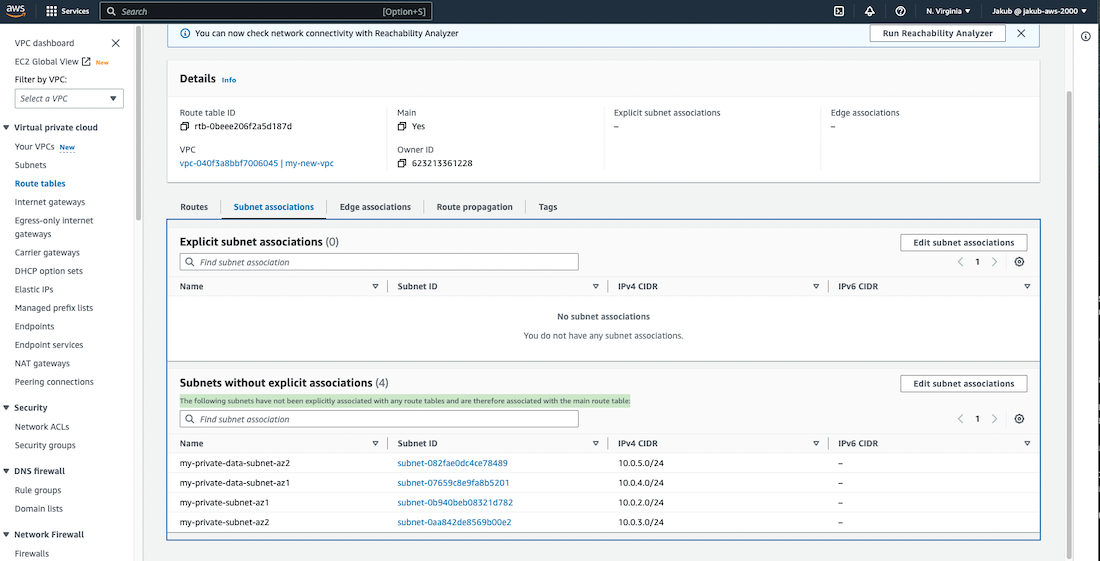 aws Services Search [Option+S] N. Virginia Jakub @ jakub-aws-2000
VPC dashboard
EC2 Global View New
Filter by VPC:
Select a VPC
Virtual private cloud
Your VPCs New
Subnets
Route tables
Internet gateways
Egress-only internet
gateways
Carrier gateways
DHCP option sets
Elastic IPs
Managed prefix lists
Endpoints
Endpoint services
NAT gateways
Peering connections
Security
Network ACLs
Security groups
DNS firewall
Rule groups
Domain lists
Network Firewall
Firewalls
You can now check network connectivity with Reachability Analyzer Run Reachability Analyzer
Details Info
Route table ID Main Explicit subnet associations Edge associations
rtb-0beee206f2a5d187d Yes – –
VPC Owner ID
vpc-040f3a8bbf7006045 | my-new-vpc 623213361228
Routes Subnet associations Edge associations Route propagation Tags
Explicit subnet associations (0) Edit subnet associations
Find subnet association 1
Name Subnet ID IPv4 CIDR IPv6 CIDR
No subnet associations
You do not have any subnet associations.
Subnets without explicit associations (4) Edit subnet associations
The following subnets have not been explicitly associated with any route tables and are therefore associated with the main route table:
Find subnet association 1
Name Subnet ID IPv4 CIDR IPv6 CIDR
my-private-data-subnet-az2 subnet-082fae0dc4ce78489 10.0.5.0/24 –
my-private-data-subnet-az1 subnet-07659c8e9fa8b5201 10.0.4.0/24 –
my-private-subnet-az1 subnet-0b940beb08321d782 10.0.2.0/24 –
my-private-subnet-az2 subnet-0aa842de8569b00e2 10.0.3.0/24 –